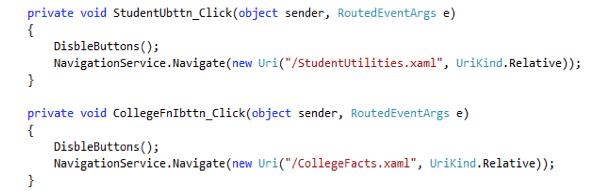 private void StudentUbttn_Click(object sender, RoutedEventArgs e)
{
DisbleButtons();
NavigationService.Navigate(new Uri("/StudentUtilities.xaml", UriKind.Relative));
}
private void CollegeFnIbttn_Click(object sender, RoutedEventArgs e)
{
DisbleButtons();
NavigationService.Navigate(new Uri("/CollegeFacts.xaml", UriKind.Relative));
}